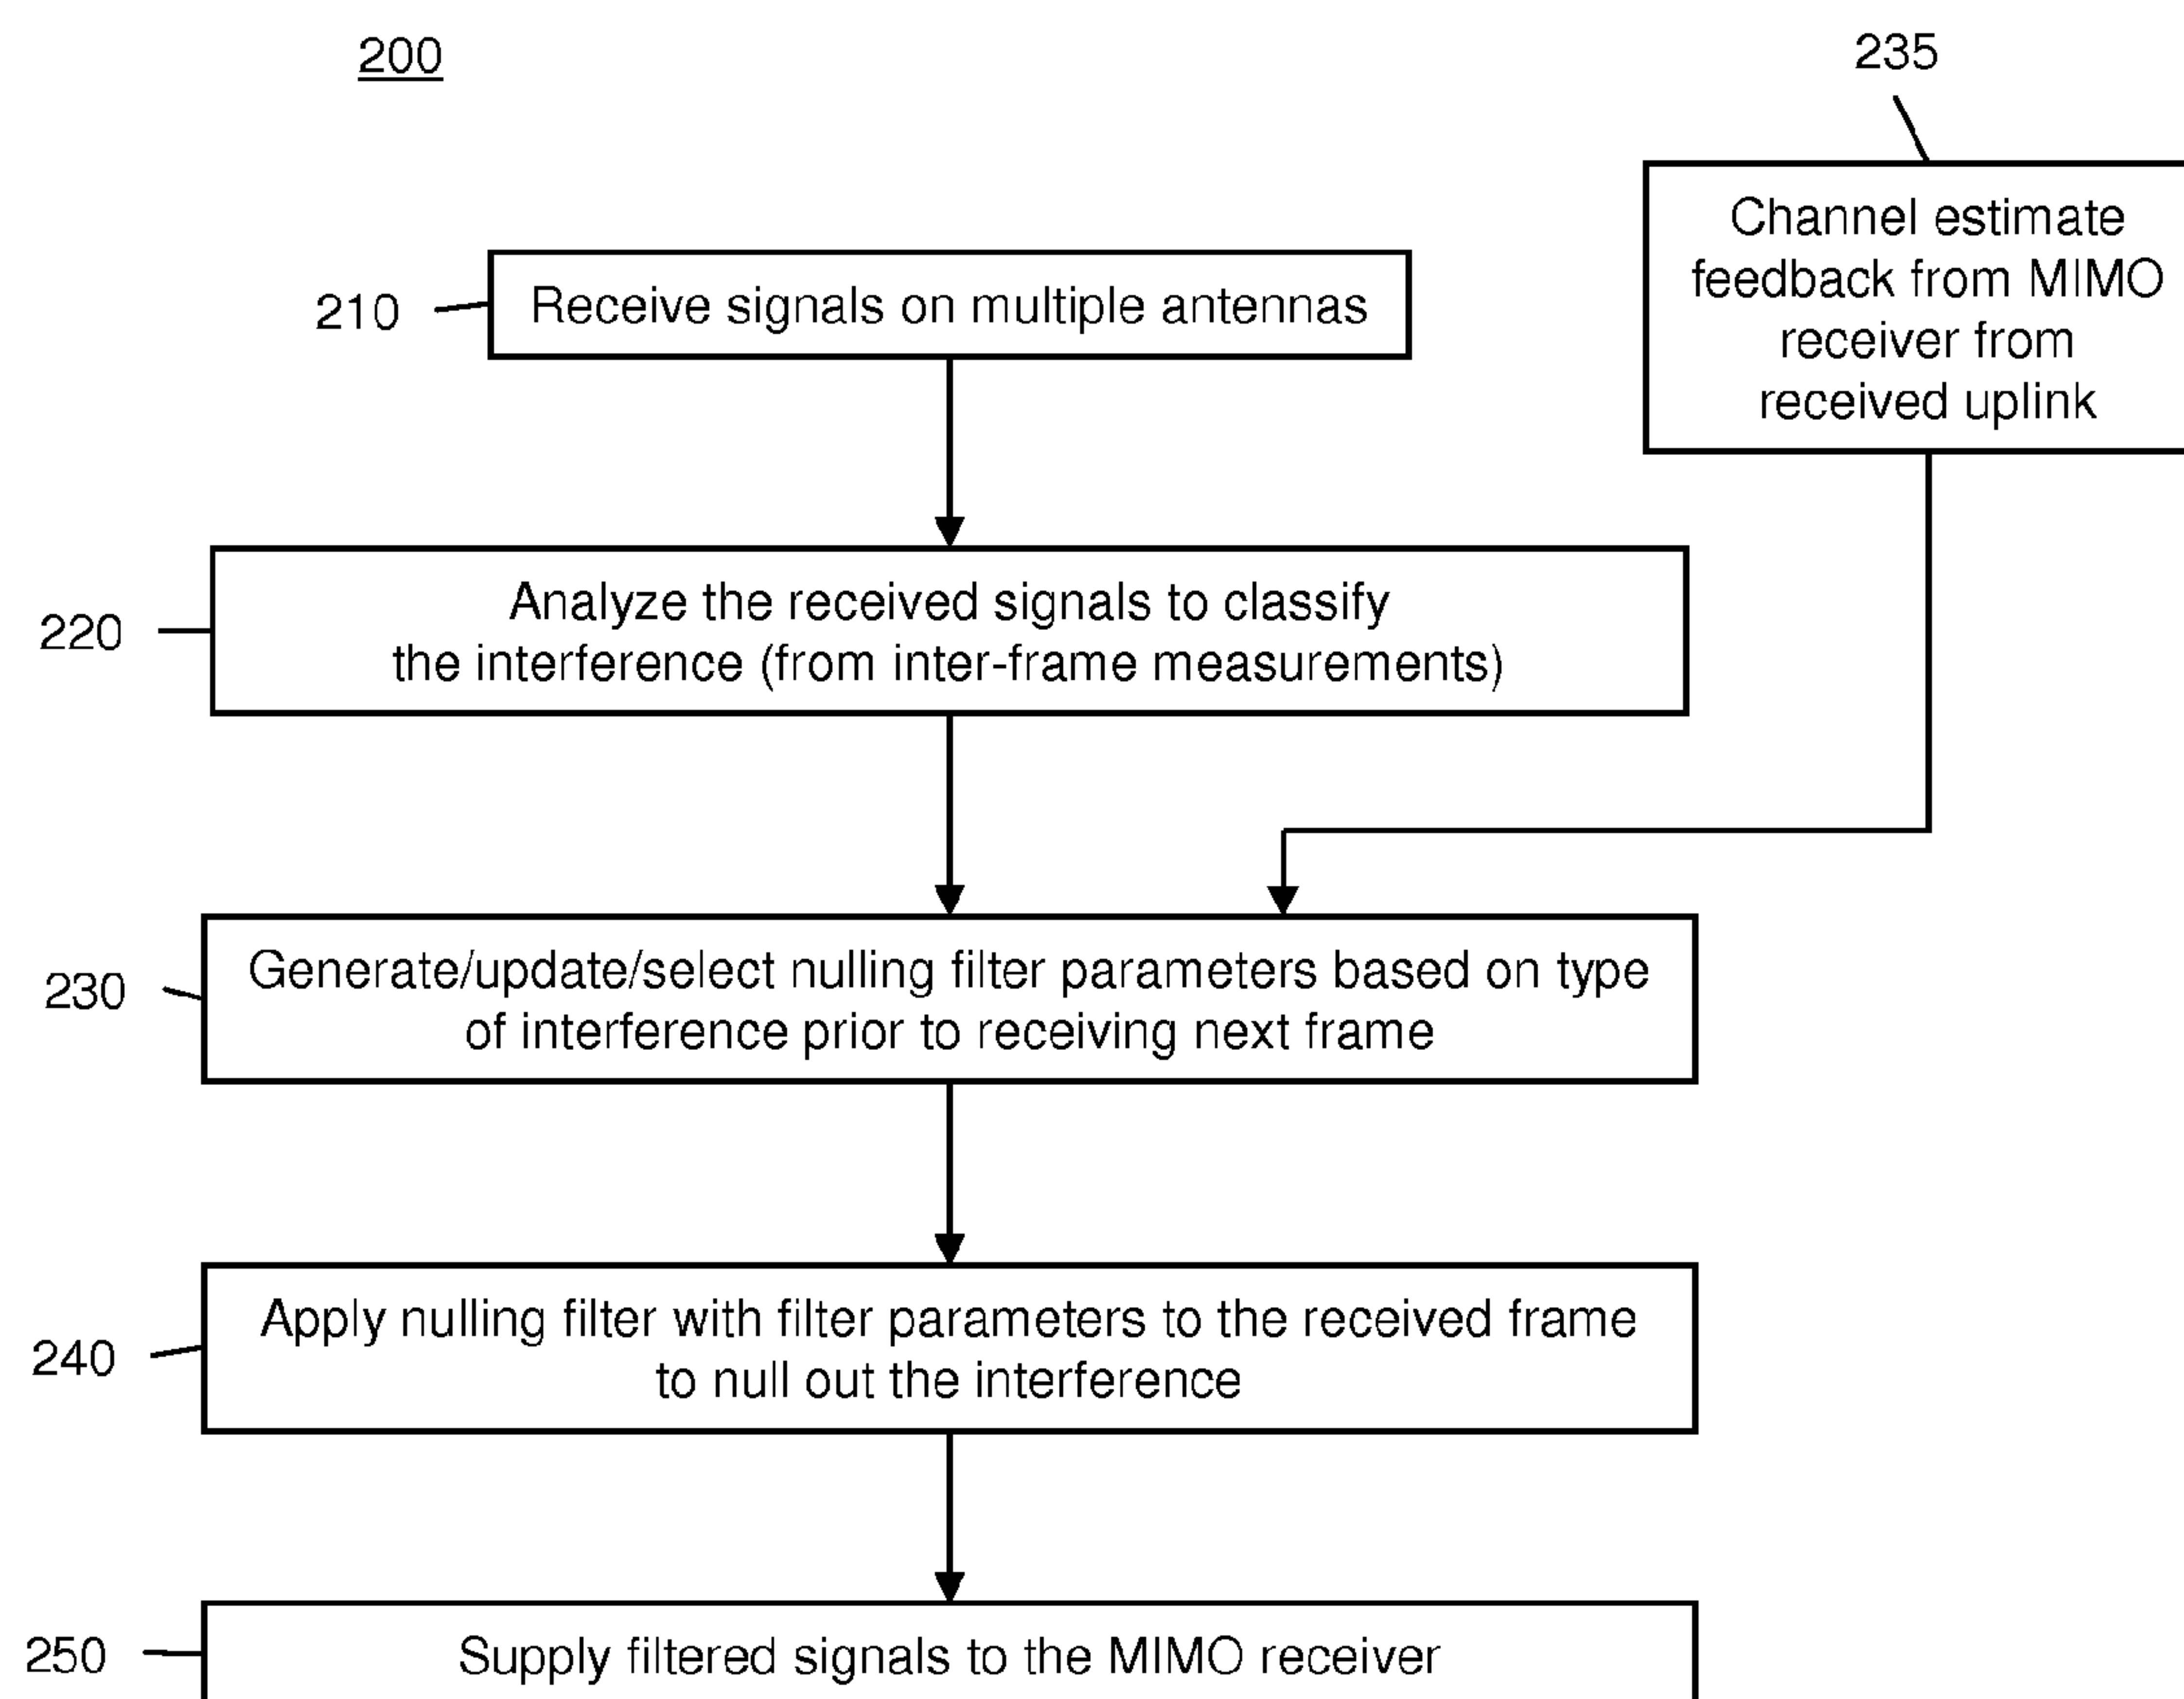 200
235
Channel estimate
feedback from MIMO
receiver from
received uplink
210
Receive signals on multiple antennas
220
Analyze the received signals to classify
the interference (from inter-frame measurements)
230
Generate/update/select nulling filter parameters based on type
of interference prior to receiving next frame
240
Apply nulling filter with filter parameters to the received frame
to null out the interference
250
Supply filtered signals to the MIMO receiver